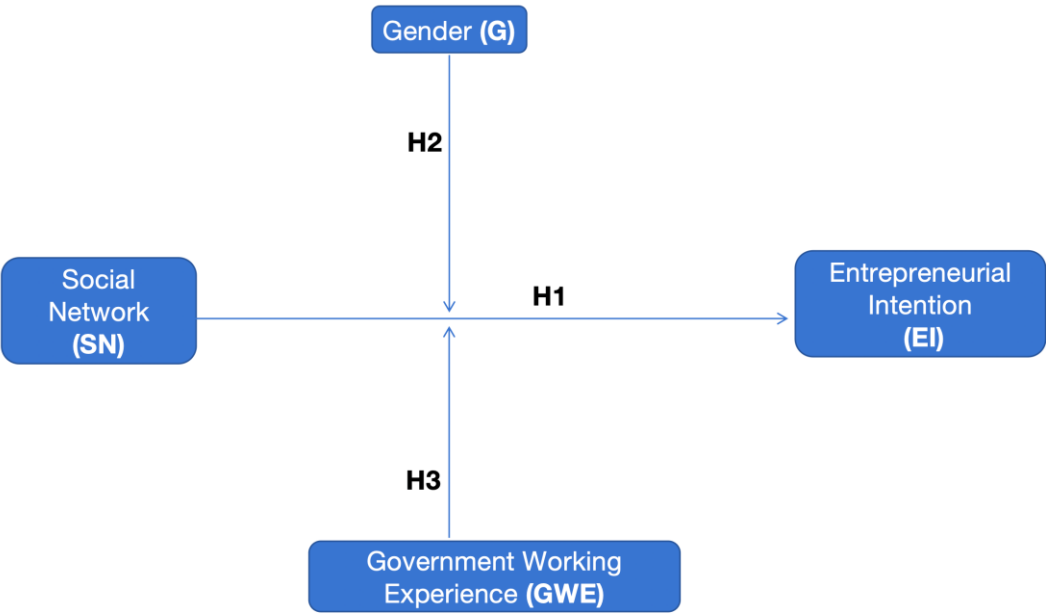 Gender (G)
H2
Social
Network
(SN)
H1
Entrepreneurial
Intention
(EI)
H3
Government Working
Experience (GWE)